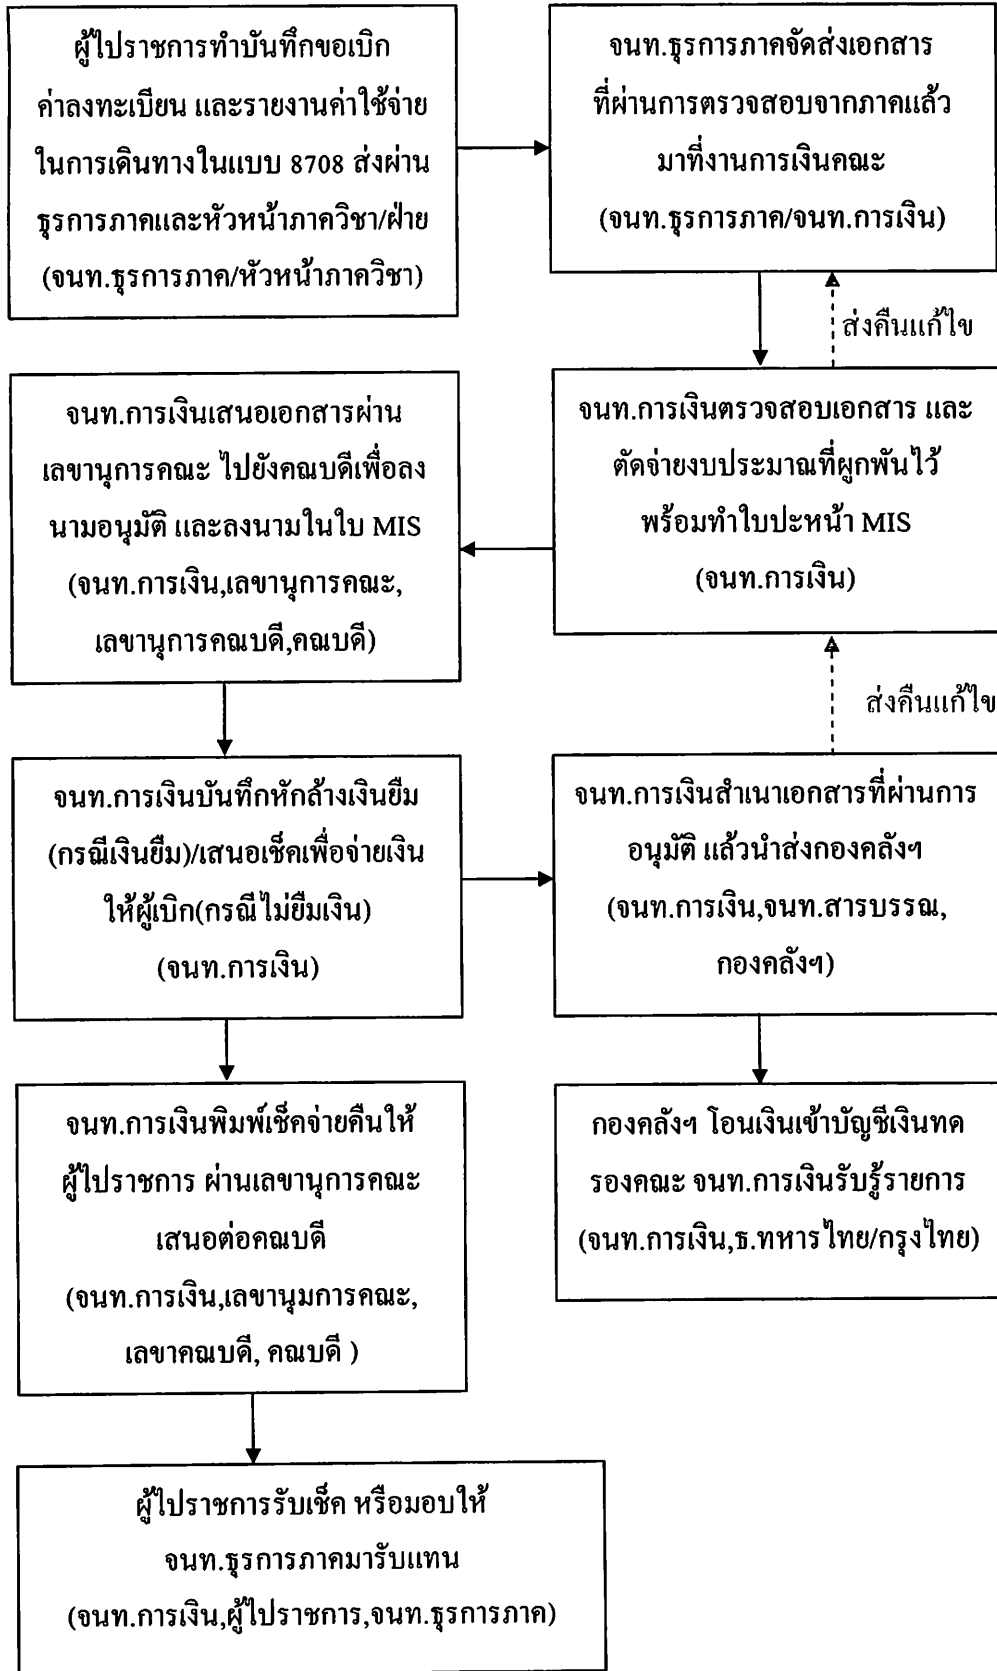 ผู้ไปราชการทำบันทึกขอเบิก
ค่าลงทะเบียน และรายงานค่าใช้จ่าย
ในการเดินทางในแบบ 8708 ส่งผ่าน
ธุรการภาคและหัวหน้าภาควิชา/ฝ่าย
(จนท.ธุรการภาค/หัวหน้าภาควิชา)
จนท.ธุรการภาคจัดส่งเอกสาร
ที่ผ่านการตรวจสอบจากภาคแล้ว
มาที่งานการเงินคณะ
(จนท.ธุรการภาค/จนท.การเงิน)
ส่งคืนแก้ไข
จนท.การเงินตรวจสอบเอกสาร และ
ตัดจ่ายงบประมาณที่ผูกพันไว้
พร้อมทำใบปะหน้า MIS
(จนท.การเงิน)
จนท.การเงินเสนอเอกสารผ่าน
เลขานุการคณะ ไปยังคณบดีเพื่อลง
นามอนุมัติ และลงนามในใบ MIS
(จนท.การเงิน,เลขานุการคณะ,
เลขานุการคณบดี,คณบดี)
ส่งคืนแก้ไข
จนท.การเงินบันทึกหักล้างเงินยืม
(กรณีเงินยืม)/เสนอเช็คเพื่อจ่ายเงิน
ให้ผู้เบิก(กรณีไม่ยืมเงิน)
(จนท.การเงิน)
จนท.การเงินสำเนาเอกสารที่ผ่านการ
อนุมัติ แล้วนำส่งกองคลังฯ
(จนท.การเงิน,จนท.สารบรรณ,
กองคลังฯ)
จนท.การเงินพิมพ์เช็คจ่ายคืนให้
ผู้ไปราชการ ผ่านเลขานุการคณะ
เสนอต่อคณบดี
(จนท.การเงิน,เลขานุมการคณะ,
เลขาคณบดี, คณบดี )
กองคลังฯ โอนเงินเข้าบัญชีเงินทด
รองคณะ จนท.การเงินรับรู้รายการ
(จนท.การเงิน,ธ.ทหารไทย/กรุงไทย)
ผู้ไปราชการรับเช็ค หรือมอบให้
จนท.ธุรการภาคมารับแทน
(จนท.การเงิน,ผู้ไปราชการ,จนท.ธุรการภาค)